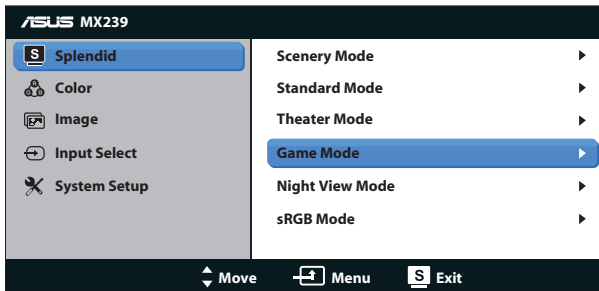 ASUS MX239
S Splendid
Color
Image
Input Select
System Setup
Scenery Mode
Standard Mode
Theater Mode
Game Mode
Night View Mode
sRGB Mode
Move Menu S Exit